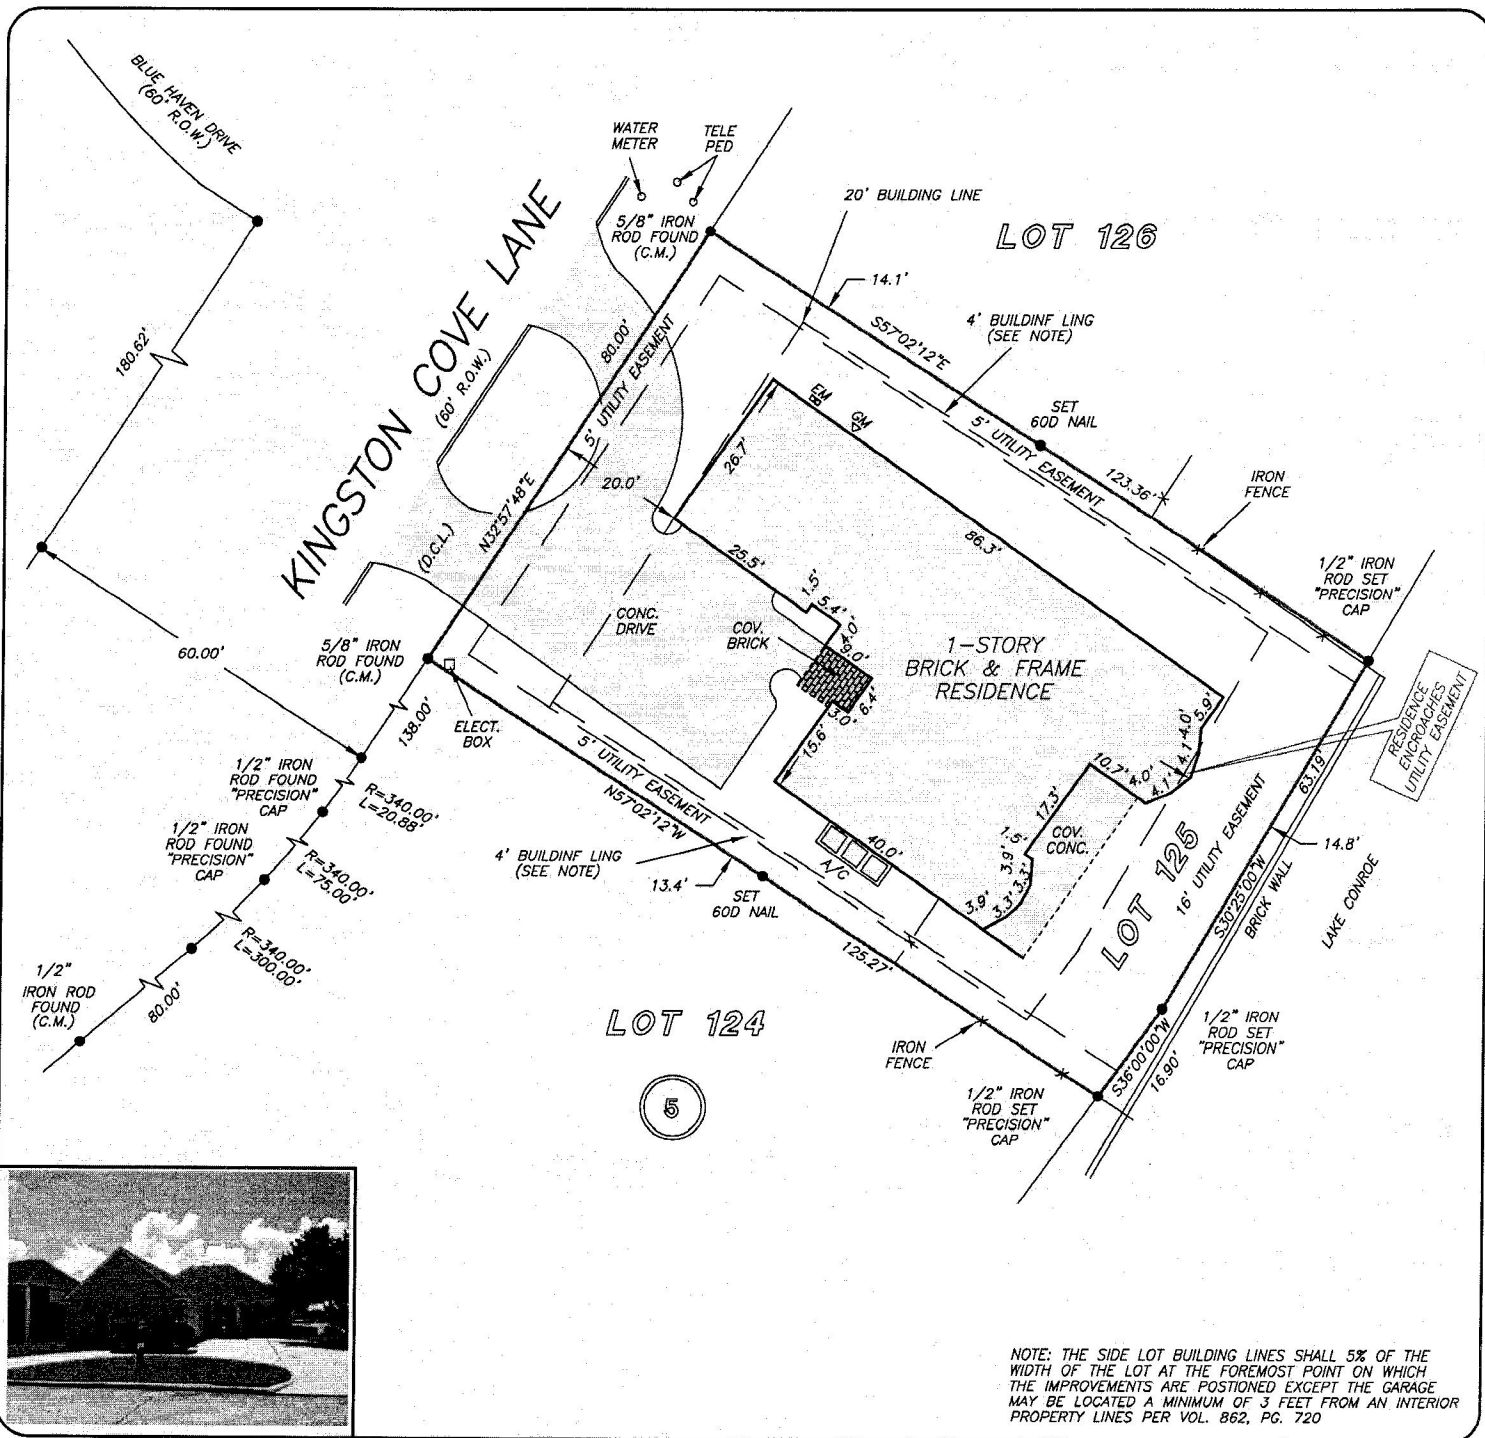 BLUE HAVEN DRIVE
(60' R.O.W.)
180.62'
60.00'
KINGSTON COVE LANE
(60' R.O.W.)
WATER
METER
TELE
PED
5/8" IRON
ROD FOUND
(C.M.)
20' BUILDING LINE
LOT 126
14.1'
S57°02'12"E
4' BUILDINF LING
(SEE NOTE)
SET
60D NAIL
5' UTILITY EASEMENT
123.36'
IRON
FENCE
1/2" IRON
ROD SET
"PRECISION"
CAP
80.00'
5' UTILITY EASEMENT
N32°57'48"E
(D.C.L.)
20.0'
26.7'
EM
GM
86.3'
25.5'
1.5'
5.4'
4.0'
9.0'
CONC.
DRIVE
COV.
BRICK
1-STORY
BRICK & FRAME
RESIDENCE
3.0'
6.4'
15.6'
40.0'
A/C
3.9'
3.3'
3.3'
3.9'
1.5'
17.3'
COV.
CONC.
10.7'
4.0'
4.1'
4.1'
4.0'
5.9'
RESIDENCE
ENCROACHES
UTILITY EASEMENT
5/8" IRON
ROD FOUND
(C.M.)
ELECT.
BOX
138.00'
1/2" IRON
ROD FOUND
"PRECISION"
CAP
R=340.00'
L=20.88'
1/2" IRON
ROD FOUND
"PRECISION"
CAP
R=340.00'
L=75.00'
R=340.00'
L=300.00'
1/2"
IRON ROD
FOUND
(C.M.)
80.00'
5' UTILITY EASEMENT
N57°02'12"W
4' BUILDINF LING
(SEE NOTE)
13.4'
SET
60D NAIL
125.27'
LOT 125
16' UTILITY EASEMENT
63.19'
S30°25'00"W
BRICK WALL
14.8'
LAKE CONROE
LOT 124
5
IRON
FENCE
1/2" IRON
ROD SET
"PRECISION"
CAP
S36°00'00"W
16.90'
1/2" IRON
ROD SET
"PRECISION"
CAP
NOTE: THE SIDE LOT BUILDING LINES SHALL 5% OF THE
WIDTH OF THE LOT AT THE FOREMOST POINT ON WHICH
THE IMPROVEMENTS ARE POSTIONED EXCEPT THE GARAGE
MAY BE LOCATED A MINIMUM OF 3 FEET FROM AN INTERIOR
PROPERTY LINES PER VOL. 862, PG. 720